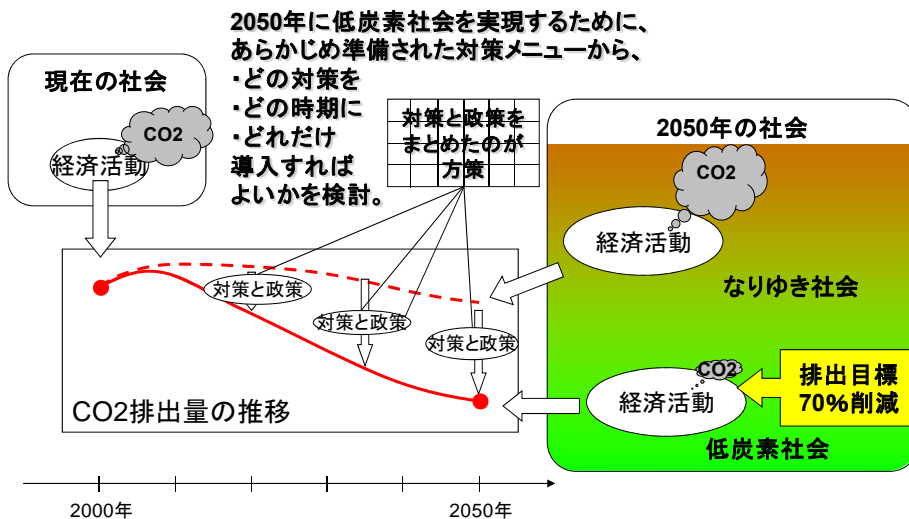 2050年に低炭素社会を実現するために、
あらかじめ準備された対策メニューから、
・どの対策を
・どの時期に
・どれだけ
導入すれば
よいかを検討。
現在の社会
CO2
経済活動
対策と政策を
まとめたのが
方策
2050年の社会
CO2
経済活動
なりゆき社会
対策と政策
対策と政策
対策と政策
CO2
経済活動
排出目標
70%削減
低炭素社会
CO2排出量の推移
2000年
2050年